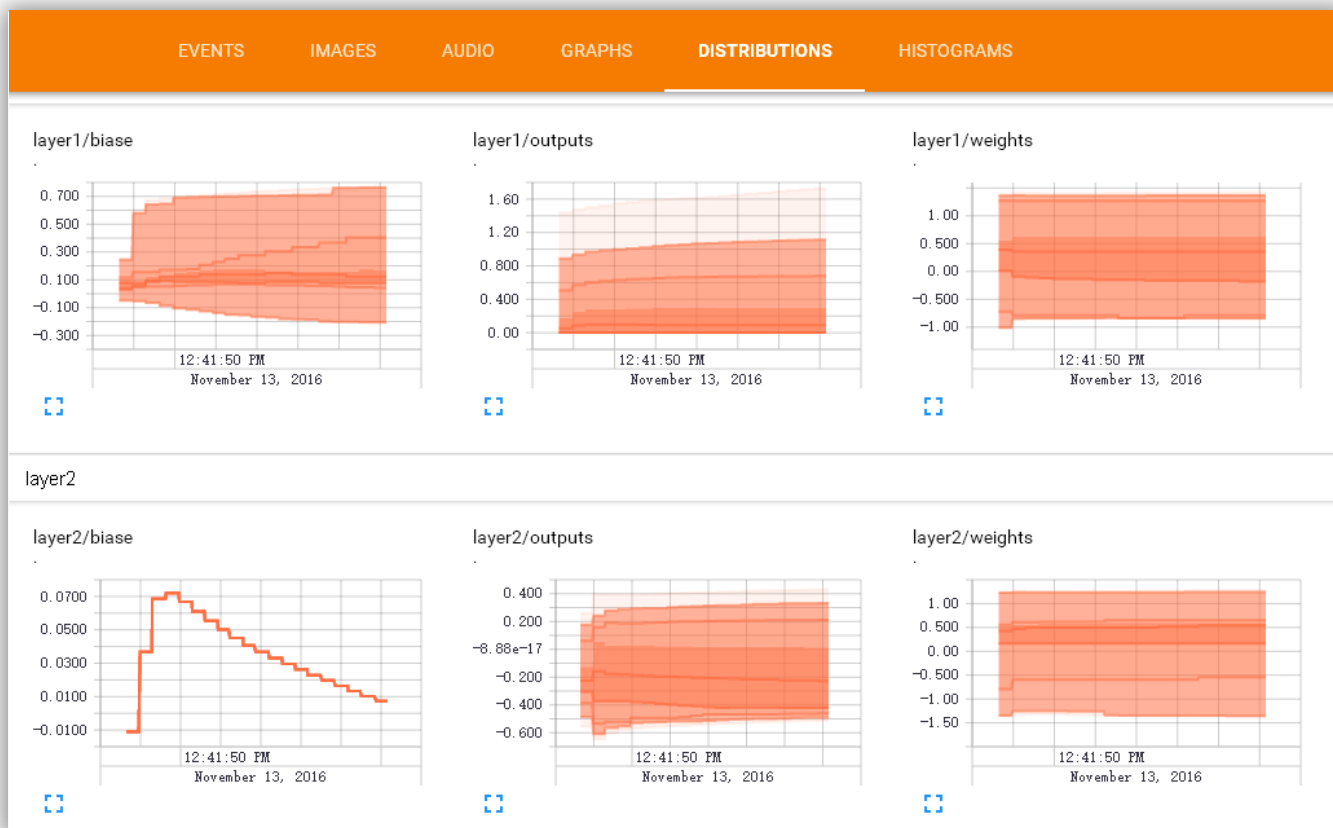 EVENTS IMAGES AUDIO GRAPHS DISTRIBUTIONS HISTOGRAMS
layer1/biase
.
0.700
0.500
0.300
0.100
-0.100
-0.300
12:41:50 PM
November 13, 2016
layer1/outputs
.
1.60
1.20
0.800
0.400
0.00
12:41:50 PM
November 13, 2016
layer1/weights
.
1.00
0.500
0.00
-0.500
-1.00
12:41:50 PM
November 13, 2016
layer2
layer2/biase
.
0.0700
0.0500
0.0300
0.0100
-0.0100
12:41:50 PM
November 13, 2016
layer2/outputs
.
0.400
0.200
-8.88e-17
-0.200
-0.400
-0.600
12:41:50 PM
November 13, 2016
layer2/weights
.
1.00
0.500
0.00
-0.500
-1.00
-1.50
12:41:50 PM
November 13, 2016